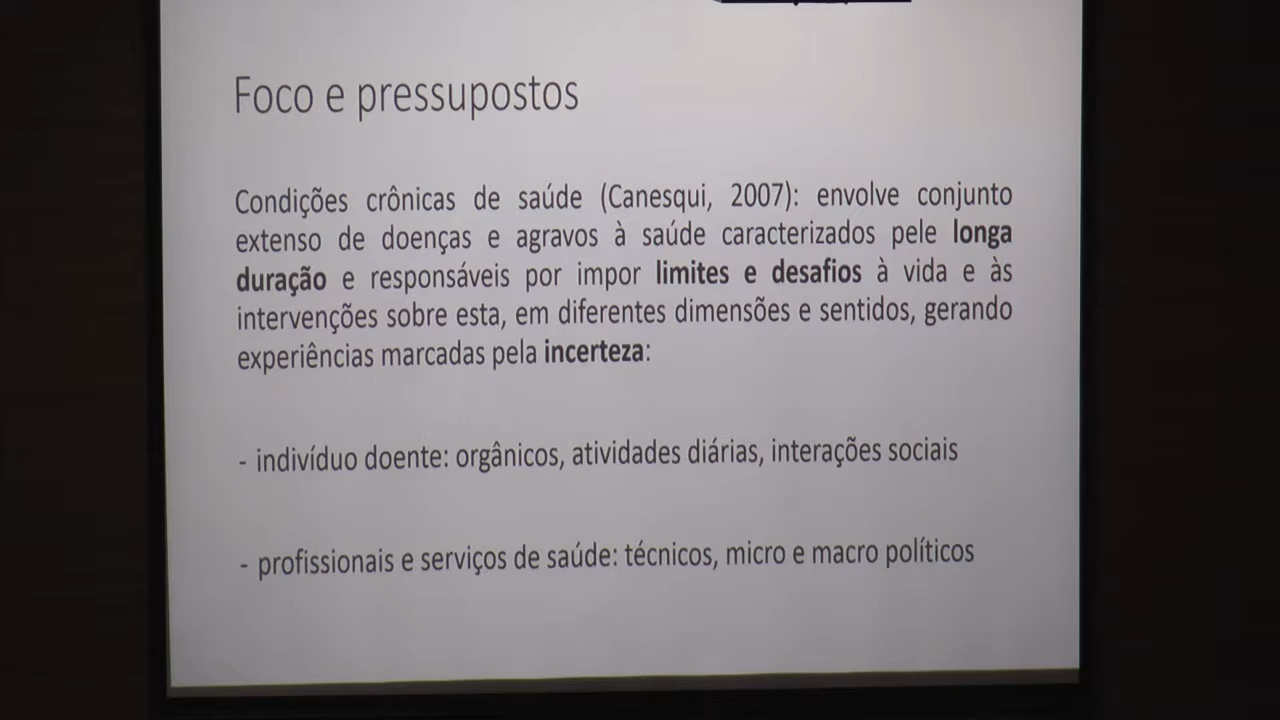 Foco e pressupostos
Condições crônicas de saúde (Canesqui, 2007): envolve conjunto
extenso de doenças e agravos à saúde caracterizados pele longa
duração e responsáveis por impor limites e desafios à vida e às
intervenções sobre esta, em diferentes dimensões e sentidos, gerando
experiências marcadas pela incerteza:
- indivíduo doente: orgânicos, atividades diárias, interações sociais
- profissionais e serviços de saúde: técnicos, micro e macro políticos